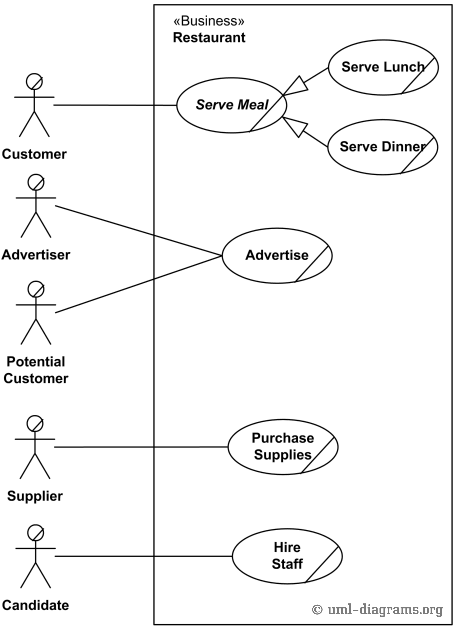 «Business»
Restaurant
Serve Lunch
Serve Meal
Customer
Serve Dinner
Advertiser
Advertise
Potential
Customer
Purchase
Supplies
Supplier
Hire
Staff
Candidate
© uml-diagrams.org